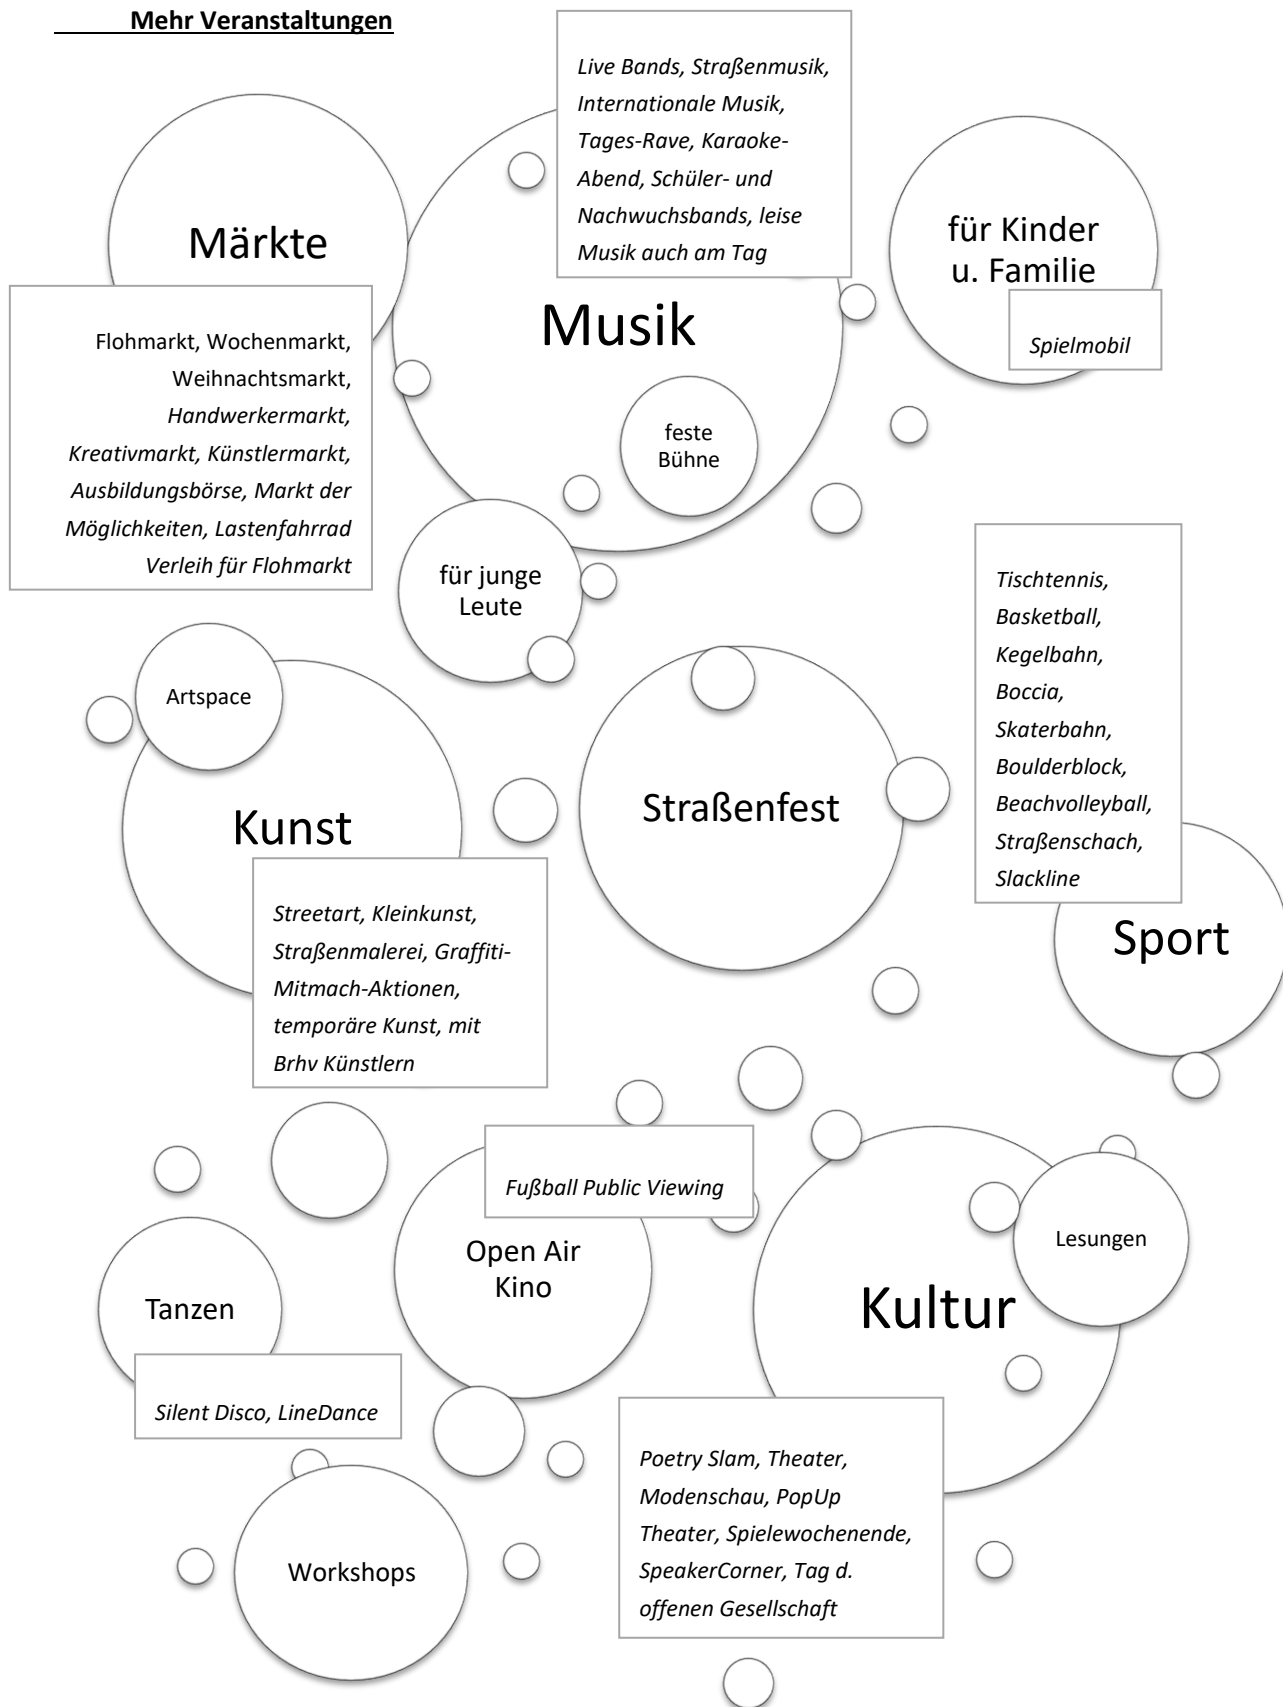 Mehr Veranstaltungen
Live Bands, Straßenmusik,
Internationale Musik,
Tages-Rave, Karaoke-
Abend, Schüler- und
Nachwuchsbands, leise
Musik auch am Tag
Märkte
für Kinder
u. Familie
Musik
Spielmobil
Flohmarkt, Wochenmarkt,
Weihnachtsmarkt,
Handwerkermarkt,
Kreativmarkt, Künstlermarkt,
Ausbildungsbörse, Markt der
Möglichkeiten, Lastenfahrrad
Verleih für Flohmarkt
feste
Bühne
für junge
Leute
Tischtennis,
Basketball,
Kegelbahn,
Boccia,
Skaterbahn,
Boulderblock,
Beachvolleyball,
Straßenschach,
Slackline
Artspace
Kunst
Straßenfest
Streetart, Kleinkunst,
Straßenmalerei, Graffiti-
Mitmach-Aktionen,
temporäre Kunst, mit
Brhv Künstlern
Sport
Fußball Public Viewing
Open Air
Kino
Lesungen
Tanzen
Kultur
Silent Disco, LineDance
Poetry Slam, Theater,
Modenschau, PopUp
Theater, Spielewochenende,
SpeakerCorner, Tag d.
offenen Gesellschaft
Workshops